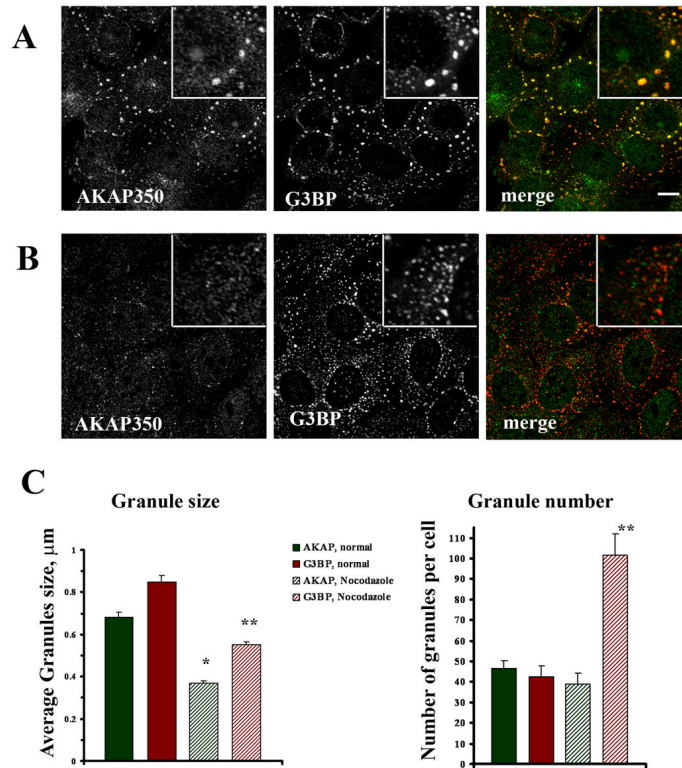 A
AKAP350
G3BP
merge
B
AKAP350
G3BP
merge
C
Granule size
Average Granules size, μm
1
0.8
0.6
0.4
0.2
0
*
**
AKAP, normal
G3BP, normal
AKAP, Nocodazole
G3BP, Nocodazole
Granule number
Number of granules per cell
110
100
90
80
70
60
50
40
30
20
10
0
**